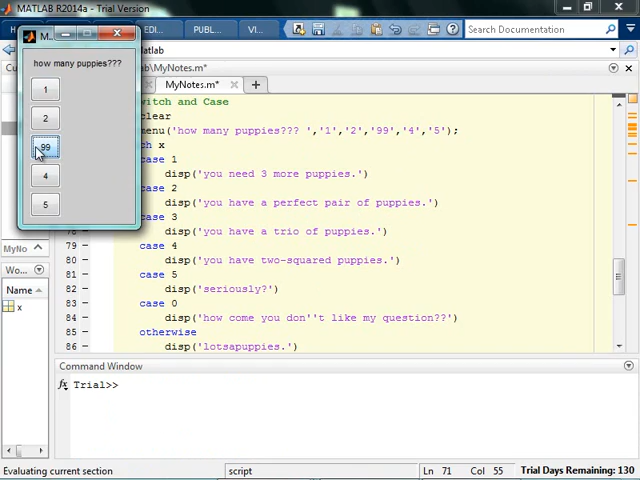 MATLAB R2014a - Trial Version
PUBL...
VI...
Search Documentation
M...
how many puppies???
1
2
99
4
5
Cu
b\MyNotes.m*
MyNotes.m*
witch and Case
clear
menu('how many puppies??? ','1','2','99','4','5');
ch x
case 1
disp('you need 3 more puppies.')
case 2
disp('you have a perfect pair of puppies.')
case 3
78 – disp('you have a trio of puppies.')
79 – case 4
80 – disp('you have two-squared puppies.')
81 – case 5
82 – disp('seriously?')
83 – case 0
84 – disp('how come you don''t like my question??')
85 – otherwise
86 – disp('lotsapuppies.')
MyNo
Wo...
Name
x
Command Window
fx Trial>>
Evaluating current section
script
Ln 71 Col 55
Trial Days Remaining: 130